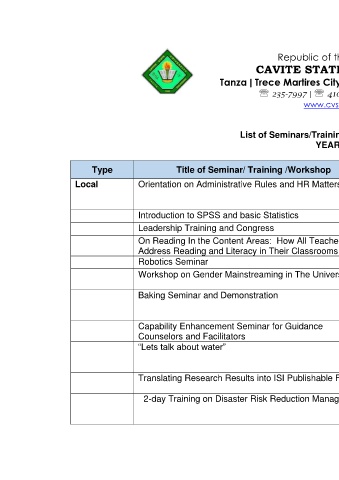 Republic of th
CAVITE STATE
Tanza | Trece Martires City
☏ 235-7997 | ☏ 410
www.cvs
List of Seminars/Trainin
YEAR
Type Title of Seminar/ Training /Workshop
Local Orientation on Administrative Rules and HR Matters
Introduction to SPSS and basic Statistics
Leadership Training and Congress
On Reading In the Content Areas: How All Teache
Address Reading and Literacy in Their Classrooms
Robotics Seminar
Workshop on Gender Mainstreaming in The Univers
Baking Seminar and Demonstration
Capability Enhancement Seminar for Guidance
Counselors and Facilitators
“Lets talk about water”
Translating Research Results into ISI Publishable F
2-day Training on Disaster Risk Reduction Manag